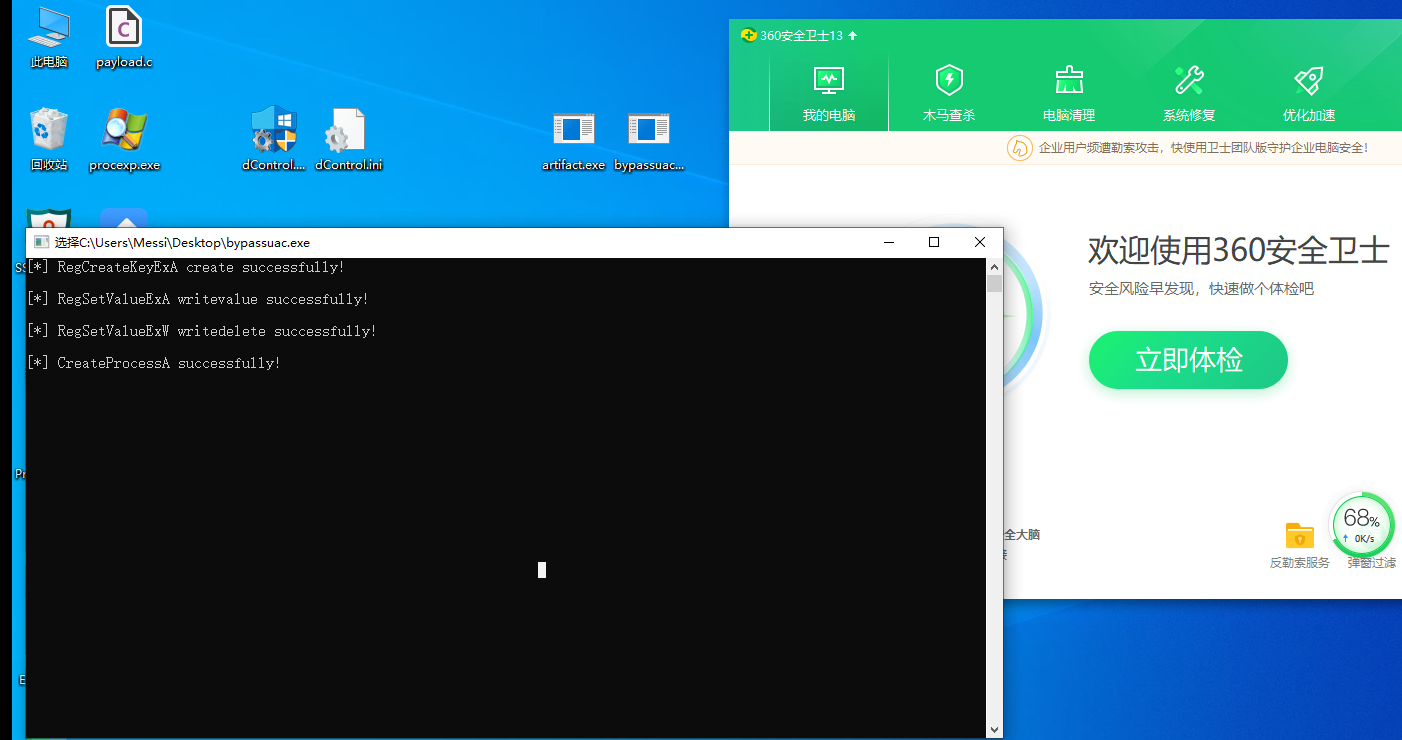 此电脑
payload.c
回收站
procexp.exe
dControl....
dControl.ini
artifact.exe
bypassuac...
360安全卫士13
我的电脑
木马查杀
电脑清理
系统修复
优化加速
企业用户频遭勒索攻击，快使用卫士团队版守护企业电脑安全！
选择C:\Users\Messi\Desktop\bypassuac.exe
[*] RegCreateKeyExA create successfully!
[*] RegSetValueExA writevalue successfully!
[*] RegSetValueExW writedelete successfully!
[*] CreateProcessA successfully!
欢迎使用360安全卫士
安全风险早发现，快速做个体检吧
立即体检
全大脑
68%
0K/s
反勒索服务
弹窗过滤